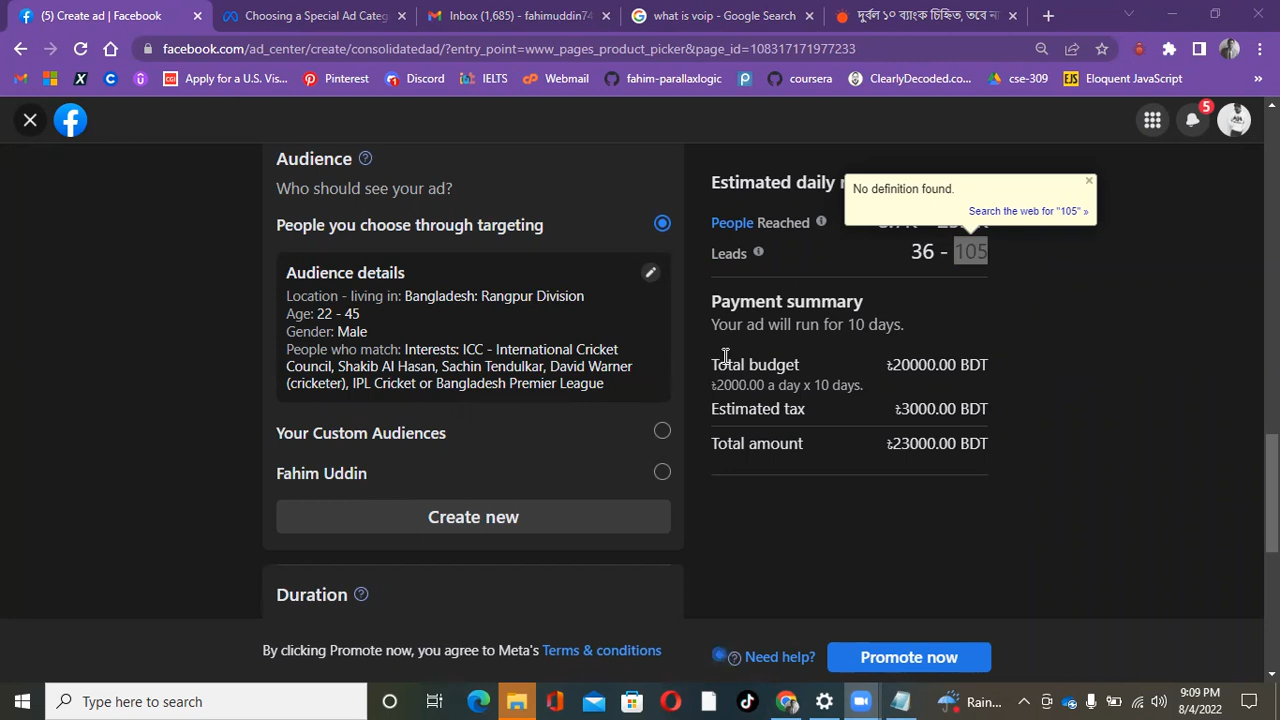 (5) Create ad | Facebook
Choosing a Special Ad Categ
Inbox (1,685) - fahimuddin74
what is voip - Google Search
দুর্বল ১০ ব্যাংক চিহ্নিত, তবে না
facebook.com/ad_center/create/consolidatedad/?entry_point=www_pages_product_picker&page_id=108317171977233
Apply for a U.S. Vis...
Pinterest
Discord
IELTS
Webmail
fahim-parallaxlogic
coursera
ClearlyDecoded.co...
cse-309
EJS
Eloquent JavaScript
»
5
Audience
Who should see your ad?
People you choose through targeting
Audience details
Location - living in: Bangladesh: Rangpur Division
Age: 22 - 45
Gender: Male
People who match: Interests: ICC - International Cricket
Council, Shakib Al Hasan, Sachin Tendulkar, David Warner
(cricketer), IPL Cricket or Bangladesh Premier League
Your Custom Audiences
Fahim Uddin
Create new
Duration
Estimated daily
No definition found.
Search the web for "105" »
People Reached
Leads
36 - 105
Payment summary
Your ad will run for 10 days.
Total budget
৳20000.00 BDT
৳2000.00 a day x 10 days.
Estimated tax
৳3000.00 BDT
Total amount
৳23000.00 BDT
By clicking Promote now, you agree to Meta's Terms & conditions
Need help?
Promote now
Type here to search
Rain...
9:09 PM
8/4/2022